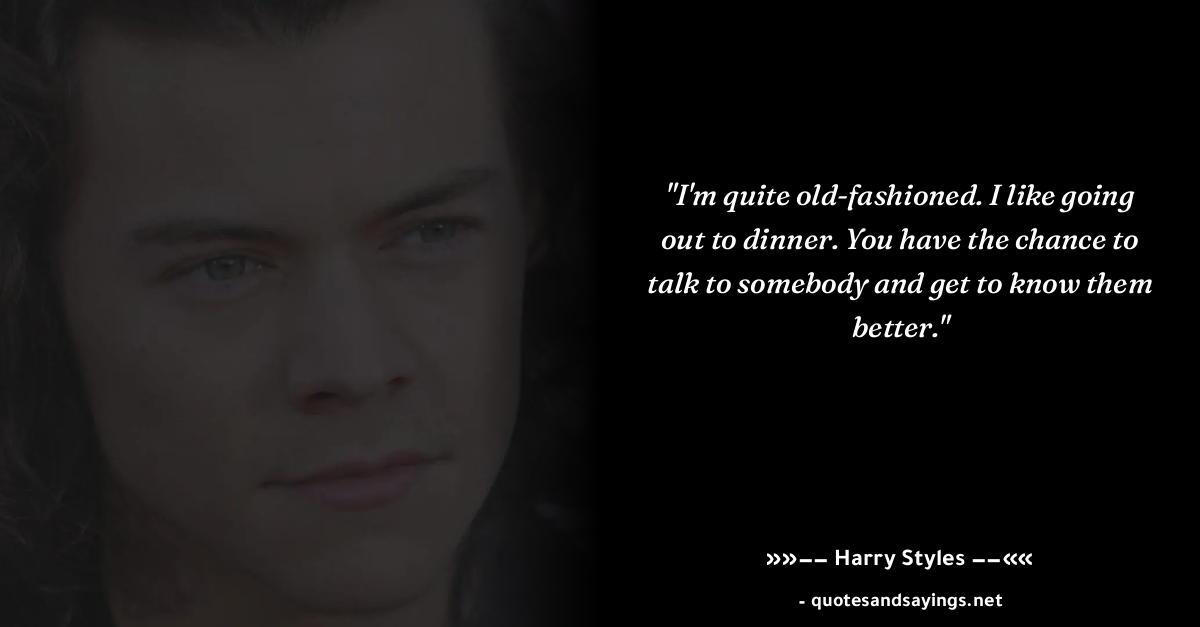 "I'm quite old-fashioned. I like going
out to dinner. You have the chance to
talk to somebody and get to know them
better."
»»−− Harry Styles −−««
- quotesandsayings.net